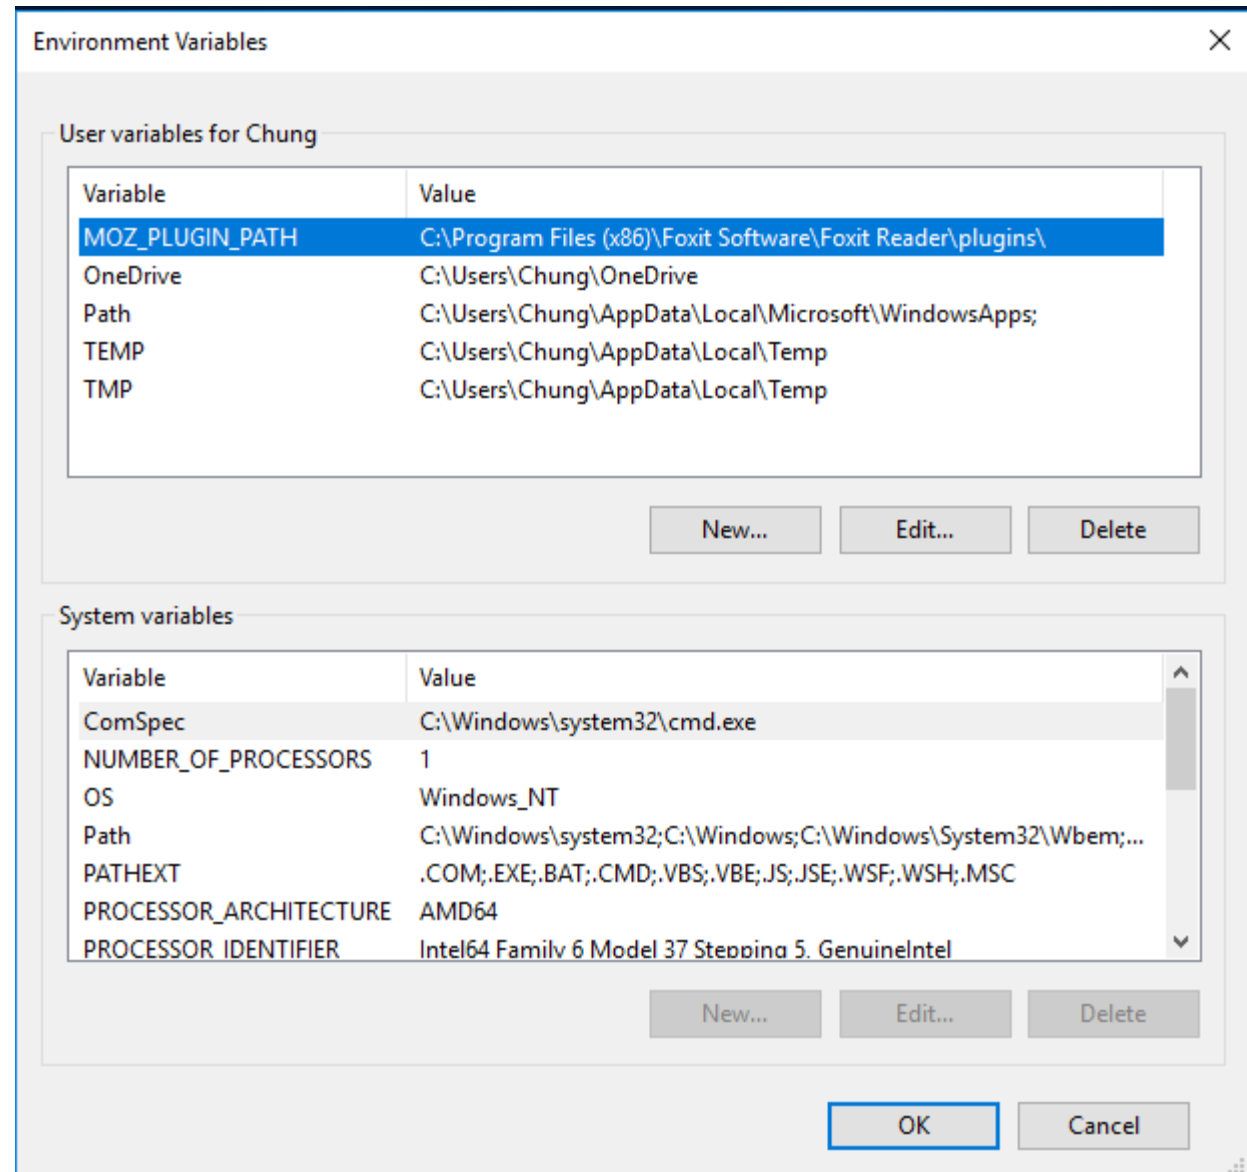 Environment Variables
User variables for Chung
Variable Value
MOZ_PLUGIN_PATH C:\Program Files (x86)\Foxit Software\Foxit Reader\plugins\
OneDrive C:\Users\Chung\OneDrive
Path C:\Users\Chung\AppData\Local\Microsoft\WindowsApps;
TEMP C:\Users\Chung\AppData\Local\Temp
TMP C:\Users\Chung\AppData\Local\Temp
New... Edit... Delete
System variables
Variable Value
ComSpec C:\Windows\system32\cmd.exe
NUMBER_OF_PROCESSORS 1
OS Windows_NT
Path C:\Windows\system32;C:\Windows;C:\Windows\System32\Wbem;...
PATHEXT .COM;.EXE;.BAT;.CMD;.VBS;.VBE;.JS;.JSE;.WSF;.WSH;.MSC
PROCESSOR_ARCHITECTURE AMD64
PROCESSOR_IDENTIFIER Intel64 Family 6 Model 37 Stepping 5, GenuineIntel
New... Edit... Delete
OK Cancel